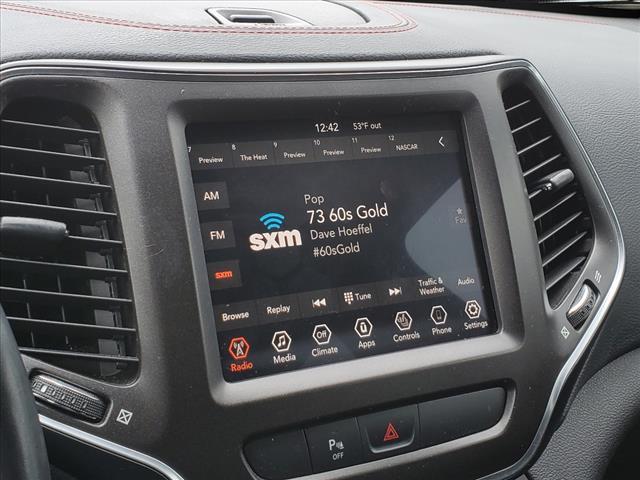 12:42 53°F out
7 Preview 8 The Heat 9 Preview 10 Preview 11 Preview 12 NASCAR
AM
FM
sxm
sxm
Pop
73 60s Gold
Dave Hoeffel
#60sGold
Fav
Browse Replay Tune Traffic & Weather Audio
Radio Media Off Climate Apps Controls Phone Settings
P OFF